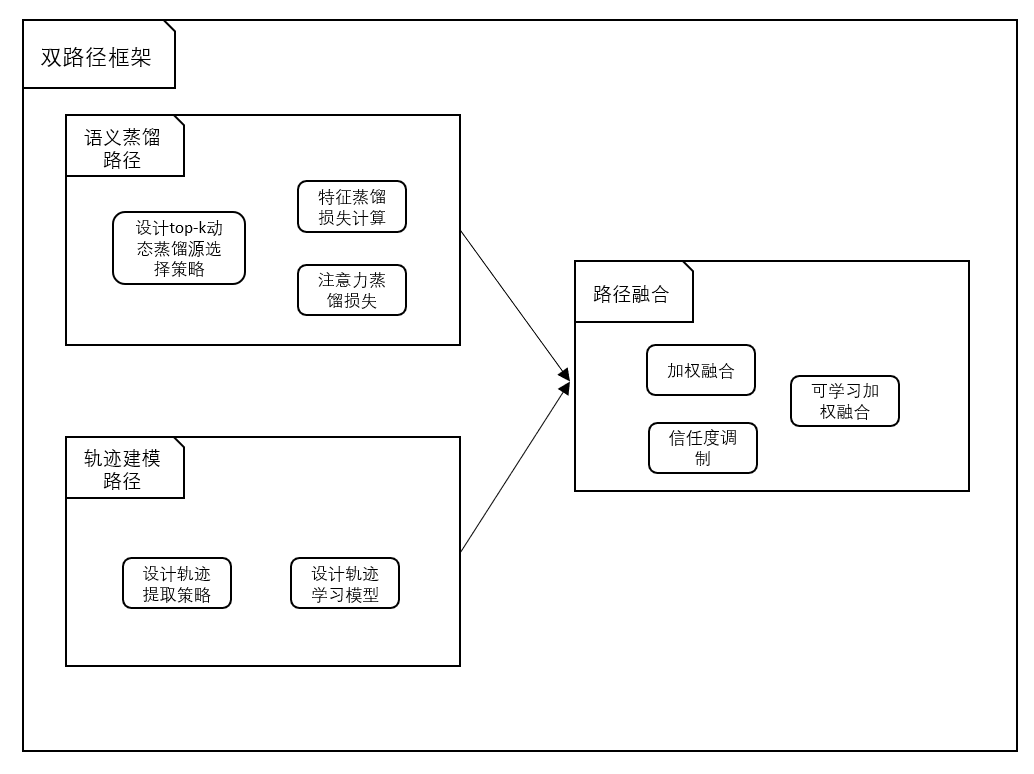 双路径框架
语义蒸馏
路径
设计top-k动
态蒸馏源选
择策略
特征蒸馏
损失计算
注意力蒸
馏损失
轨迹建模
路径
设计轨迹
提取策略
设计轨迹
学习模型
路径融合
加权融合
信任度调
制
可学习加
权融合